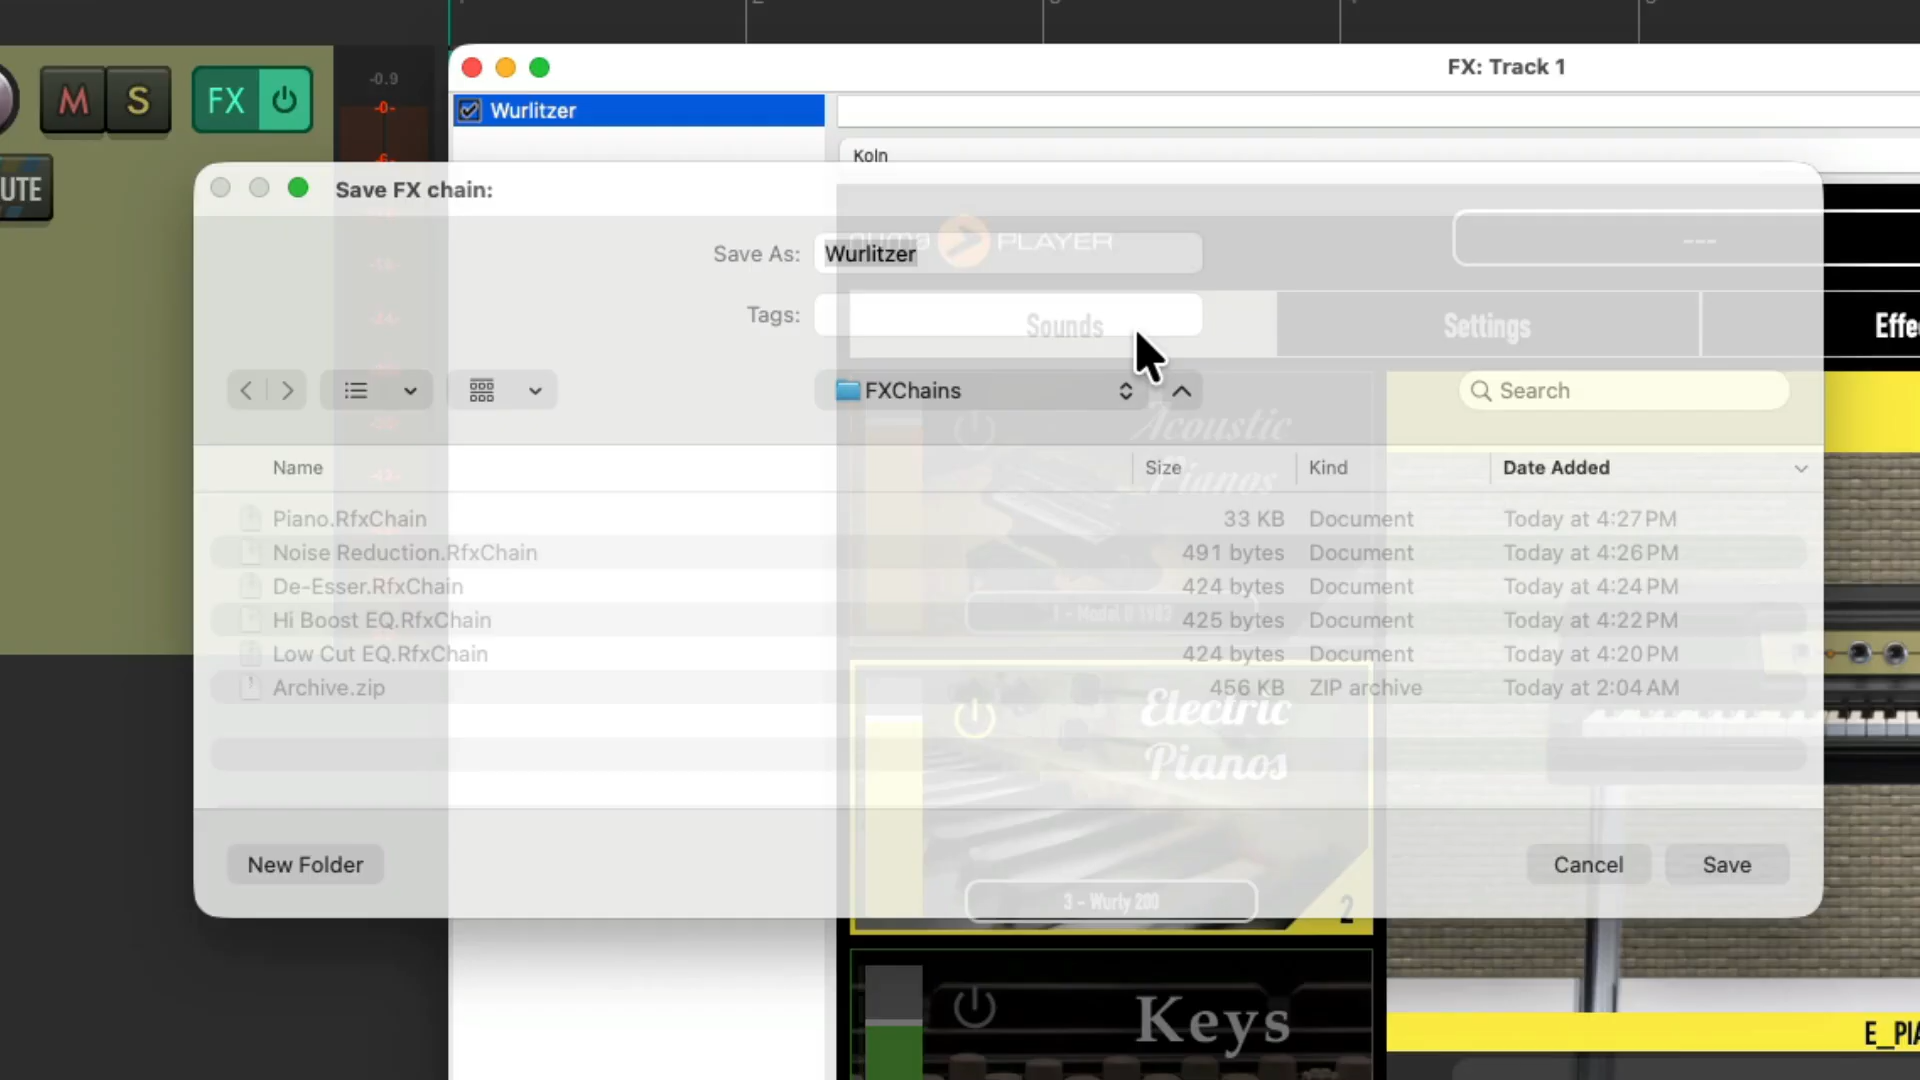 -0.9
FX: Track 1
M S FX
-0-
Wurlitzer
-6-
Koln
UTE
Save FX chain:
Save As: Wurlitzer
PLAYER
---
Tags:
Sounds
Settings
Effe
FXChains
Search
Acoustic
Pianos
Name
Size
Kind
Date Added
Piano.RfxChain 33 KB Document Today at 4:27 PM
Noise Reduction.RfxChain 491 bytes Document Today at 4:26 PM
De-Esser.RfxChain 424 bytes Document Today at 4:24 PM
Hi Boost EQ.RfxChain 425 bytes Document Today at 4:22 PM
Low Cut EQ.RfxChain 424 bytes Document Today at 4:20 PM
Archive.zip 456 KB ZIP archive Today at 2:04 AM
Electric
Pianos
New Folder
Cancel
Save
3 - Wurly 200
2
Keys
E_PIA